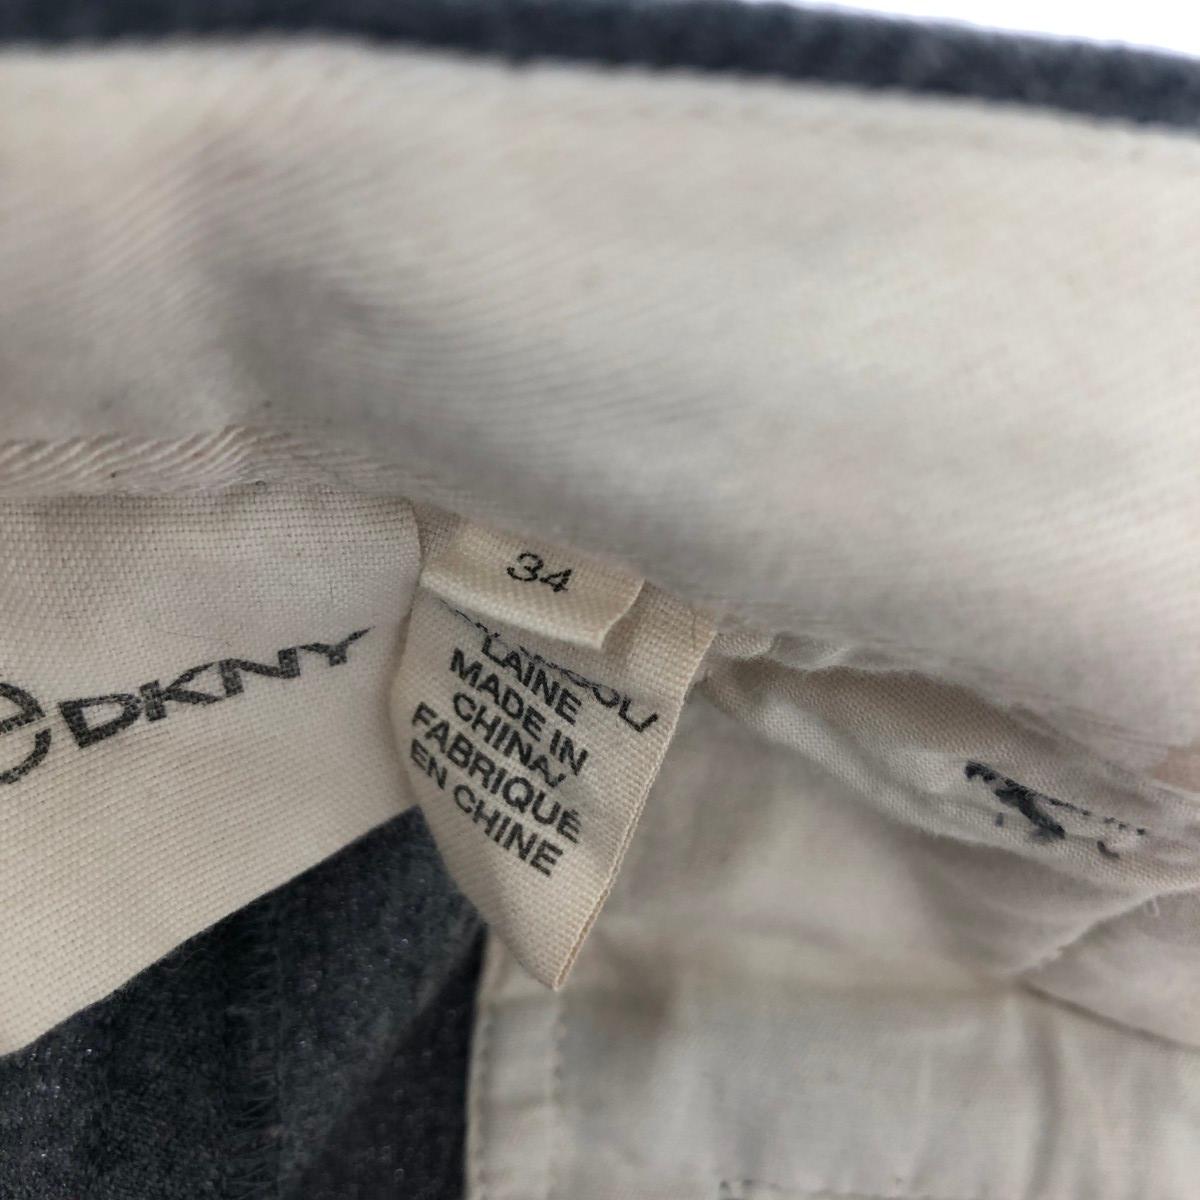 DKNY
34
LAINE
MADE IN
CHINA/
FABRIQUÉ
EN CHINE